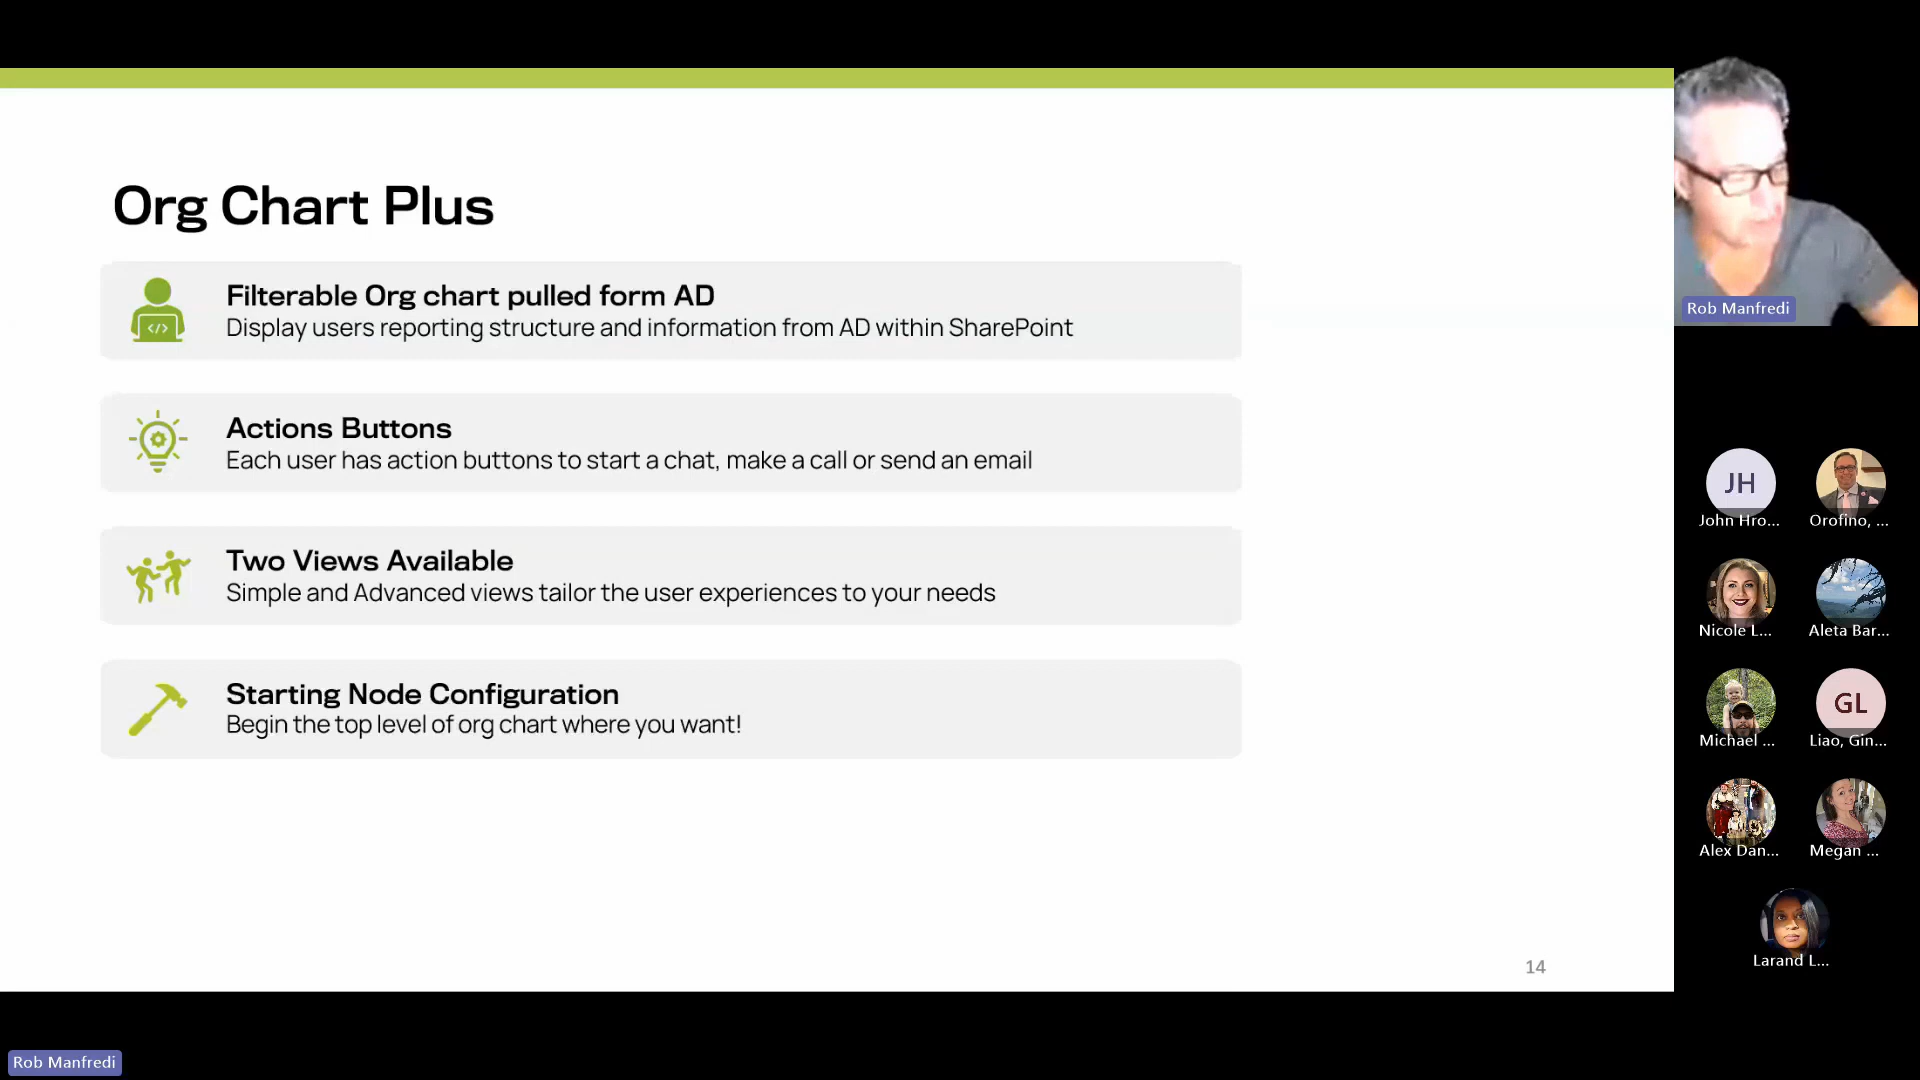 Org Chart Plus
Filterable Org chart pulled form AD
Display users reporting structure and information from AD within SharePoint
Actions Buttons
Each user has action buttons to start a chat, make a call or send an email
Two Views Available
Simple and Advanced views tailor the user experiences to your needs
Starting Node Configuration
Begin the top level of org chart where you want!
14
Rob Manfredi
JH
John Hro...
Orofino, ...
Nicole L...
Aleta Bar...
Michael ...
GL
Liao, Gin...
Alex Dan...
Megan ...
Larand L...
Rob Manfredi